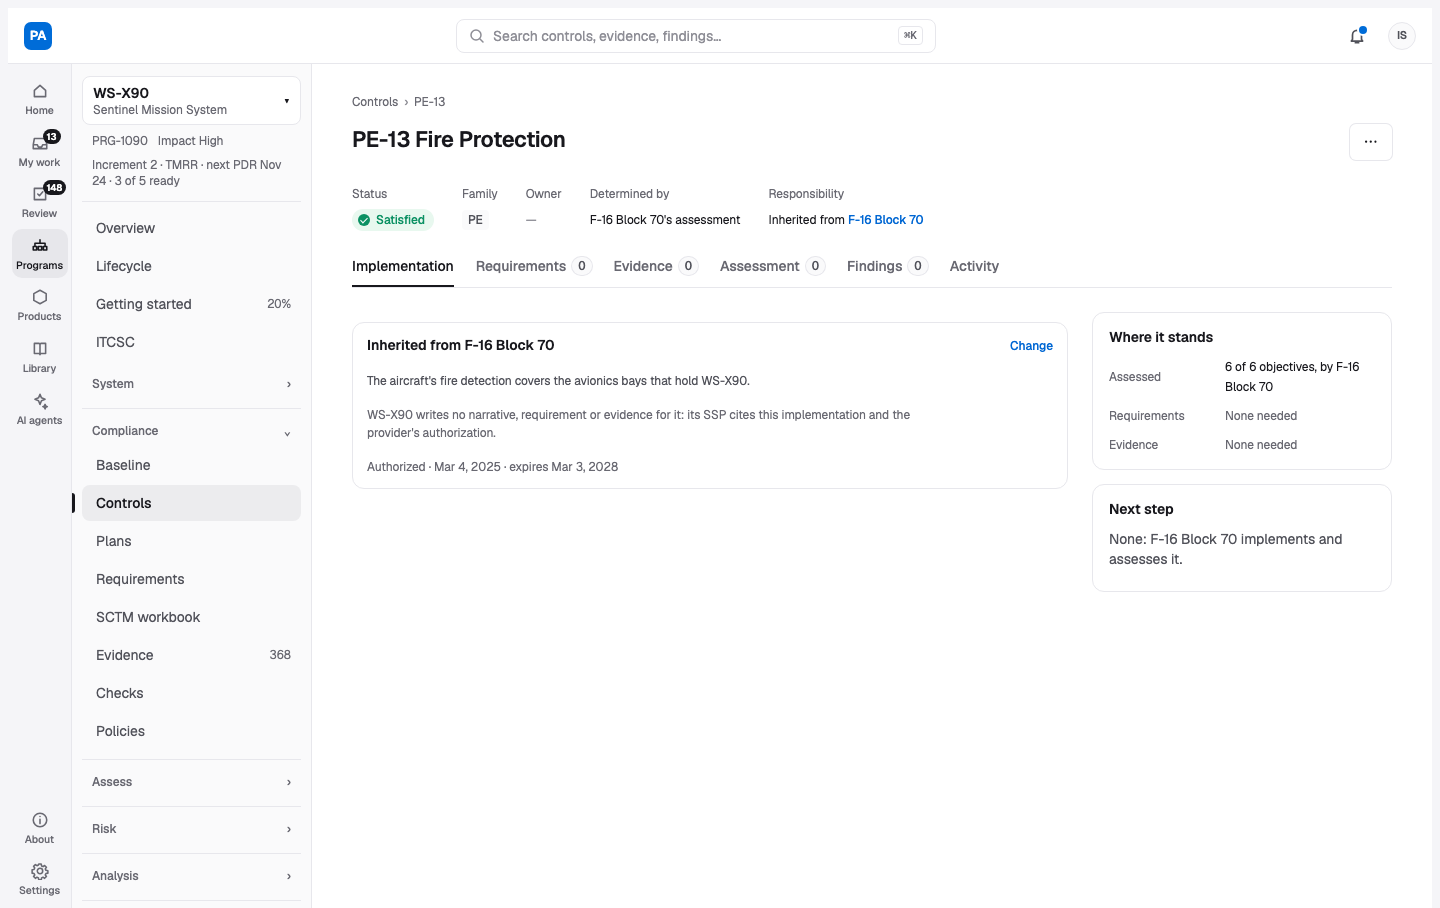 PA
Search controls, evidence, findings...
⌘K
IS
Home
13
My work
148
Review
Programs
Products
Library
AI agents
About
Settings
WS-X90
Sentinel Mission System
PRG-1090 Impact High
Increment 2 · TMRR · next PDR Nov
24 · 3 of 5 ready
Overview
Lifecycle
Getting started 20%
ITCSC
System
Compliance
Baseline
Controls
Plans
Requirements
SCTM workbook
Evidence 368
Checks
Policies
Assess
Risk
Analysis
Controls › PE-13
PE-13 Fire Protection
Status
Satisfied
Family
PE
Owner
—
Determined by
F-16 Block 70's assessment
Responsibility
Inherited from F-16 Block 70
Implementation Requirements 0 Evidence 0 Assessment 0 Findings 0 Activity
Inherited from F-16 Block 70 Change
The aircraft's fire detection covers the avionics bays that hold WS-X90.
WS-X90 writes no narrative, requirement or evidence for it: its SSP cites this implementation and the
provider's authorization.
Authorized · Mar 4, 2025 · expires Mar 3, 2028
Where it stands
Assessed 6 of 6 objectives, by F-16
Block 70
Requirements None needed
Evidence None needed
Next step
None: F-16 Block 70 implements and
assesses it.